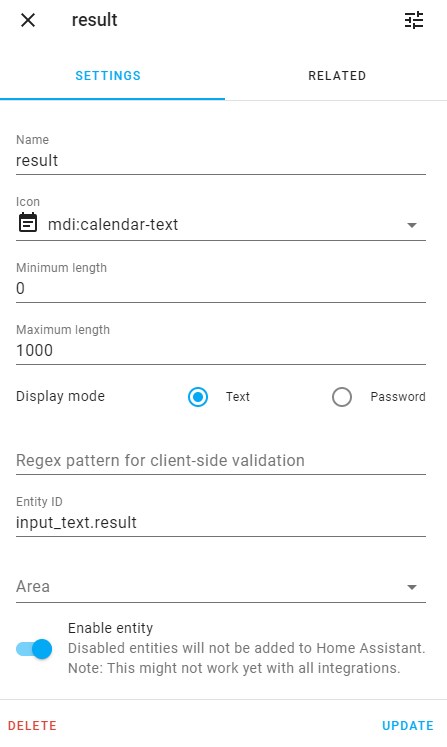 result
SETTINGS RELATED
Name
result
Icon
mdi:calendar-text
Minimum length
0
Maximum length
1000
Display mode Text Password
Regex pattern for client-side validation
Entity ID
input_text.result
Area
Enable entity
Disabled entities will not be added to Home Assistant.
Note: This might not work yet with all integrations.
DELETE UPDATE